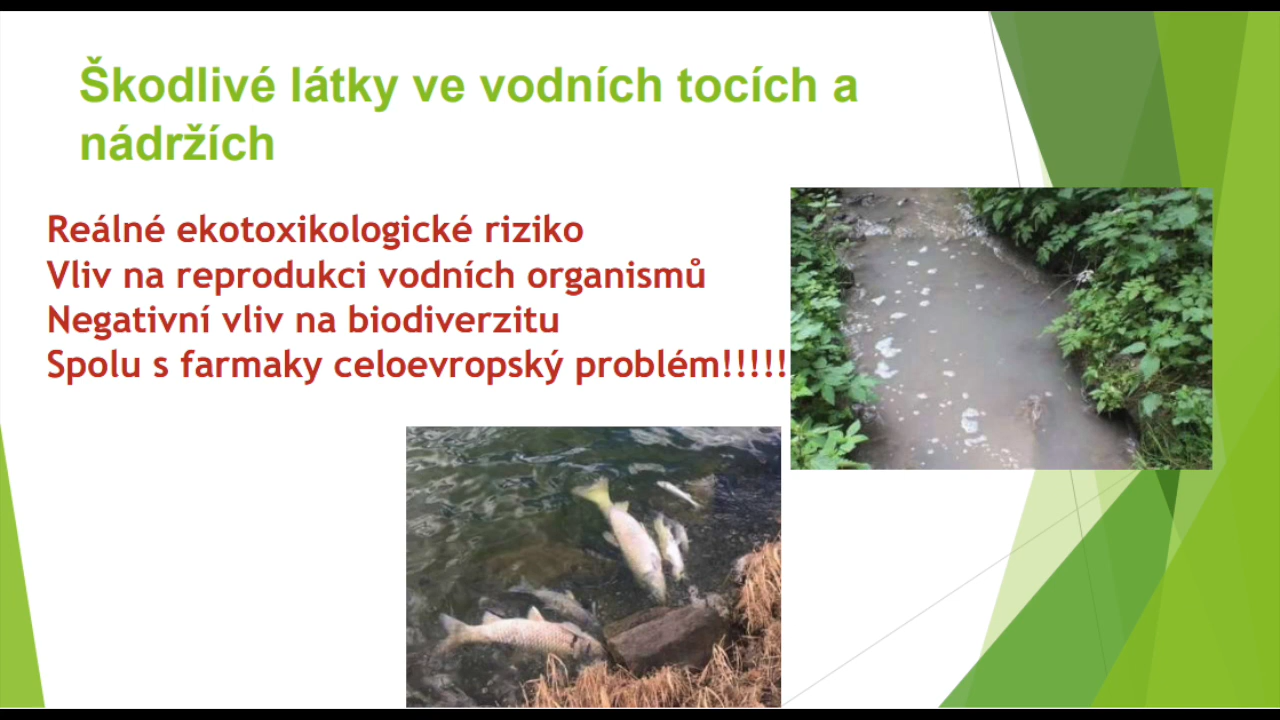 Škodlivé látky ve vodních tocích a
nádržích
Reálné ekotoxikologické riziko
Vliv na reprodukci vodních organismů
Negativní vliv na biodiverzitu
Spolu s farmaky celoevropský problém!!!!!